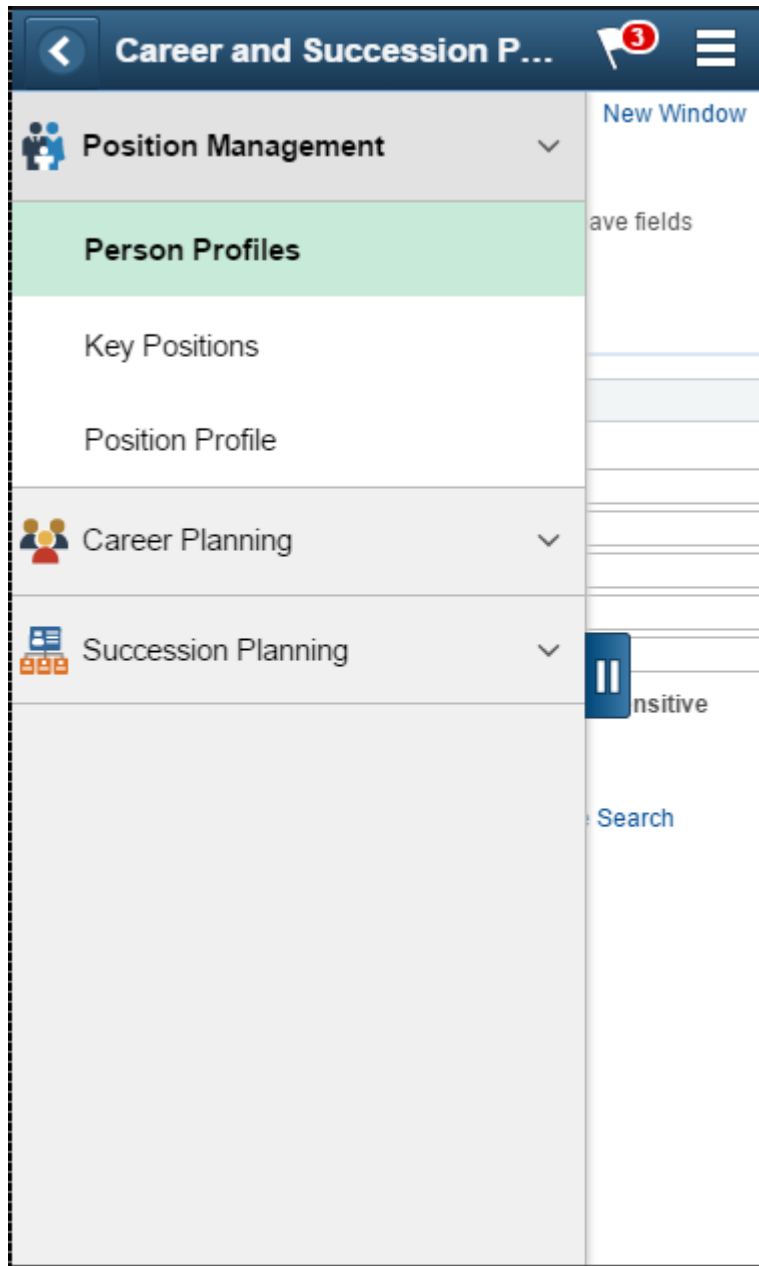 Career and Succession P...
3
New Window
Position Management
ave fields
Person Profiles
Key Positions
Position Profile
Career Planning
Succession Planning
nsitive
Search